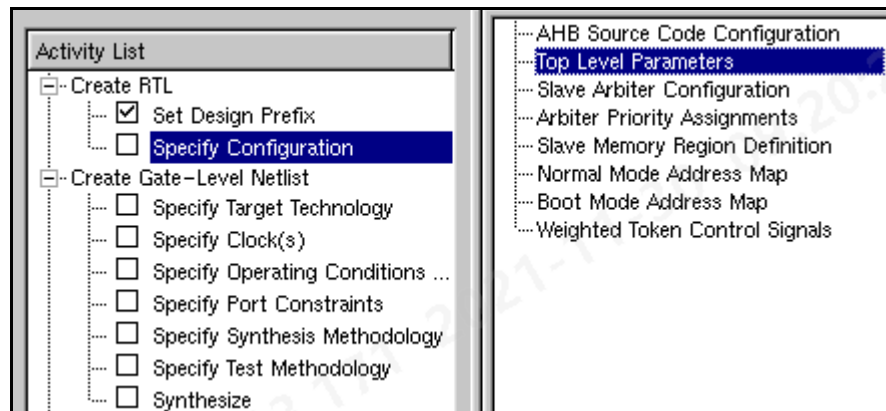 Activity List
Create RTL
Set Design Prefix
Specify Configuration
Create Gate-Level Netlist
Specify Target Technology
Specify Clock(s)
Specify Operating Conditions ...
Specify Port Constraints
Specify Synthesis Methodology
Specify Test Methodology
Synthesize
AHB Source Code Configuration
Top Level Parameters
Slave Arbiter Configuration
Arbiter Priority Assignments
Slave Memory Region Definition
Normal Mode Address Map
Boot Mode Address Map
Weighted Token Control Signals